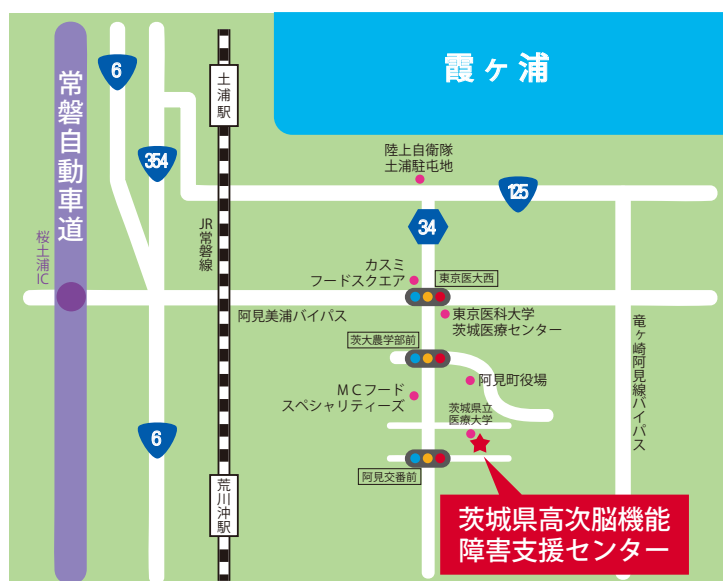 霞ヶ浦
6
常磐自動車道
土浦駅
354
陸上自衛隊
土浦駐屯地
125
34
JR常磐線
桜土浦IC
カスミ
フードスクエア
東京医大西
阿見美浦バイパス
東京医科大学
茨城医療センター
茨大農学部前
竜ヶ崎阿見線バイパス
阿見町役場
MCフード
スペシャリティーズ
茨城県立
医療大学
6
阿見交番前
荒川沖駅
茨城県高次脳機能
障害支援センター